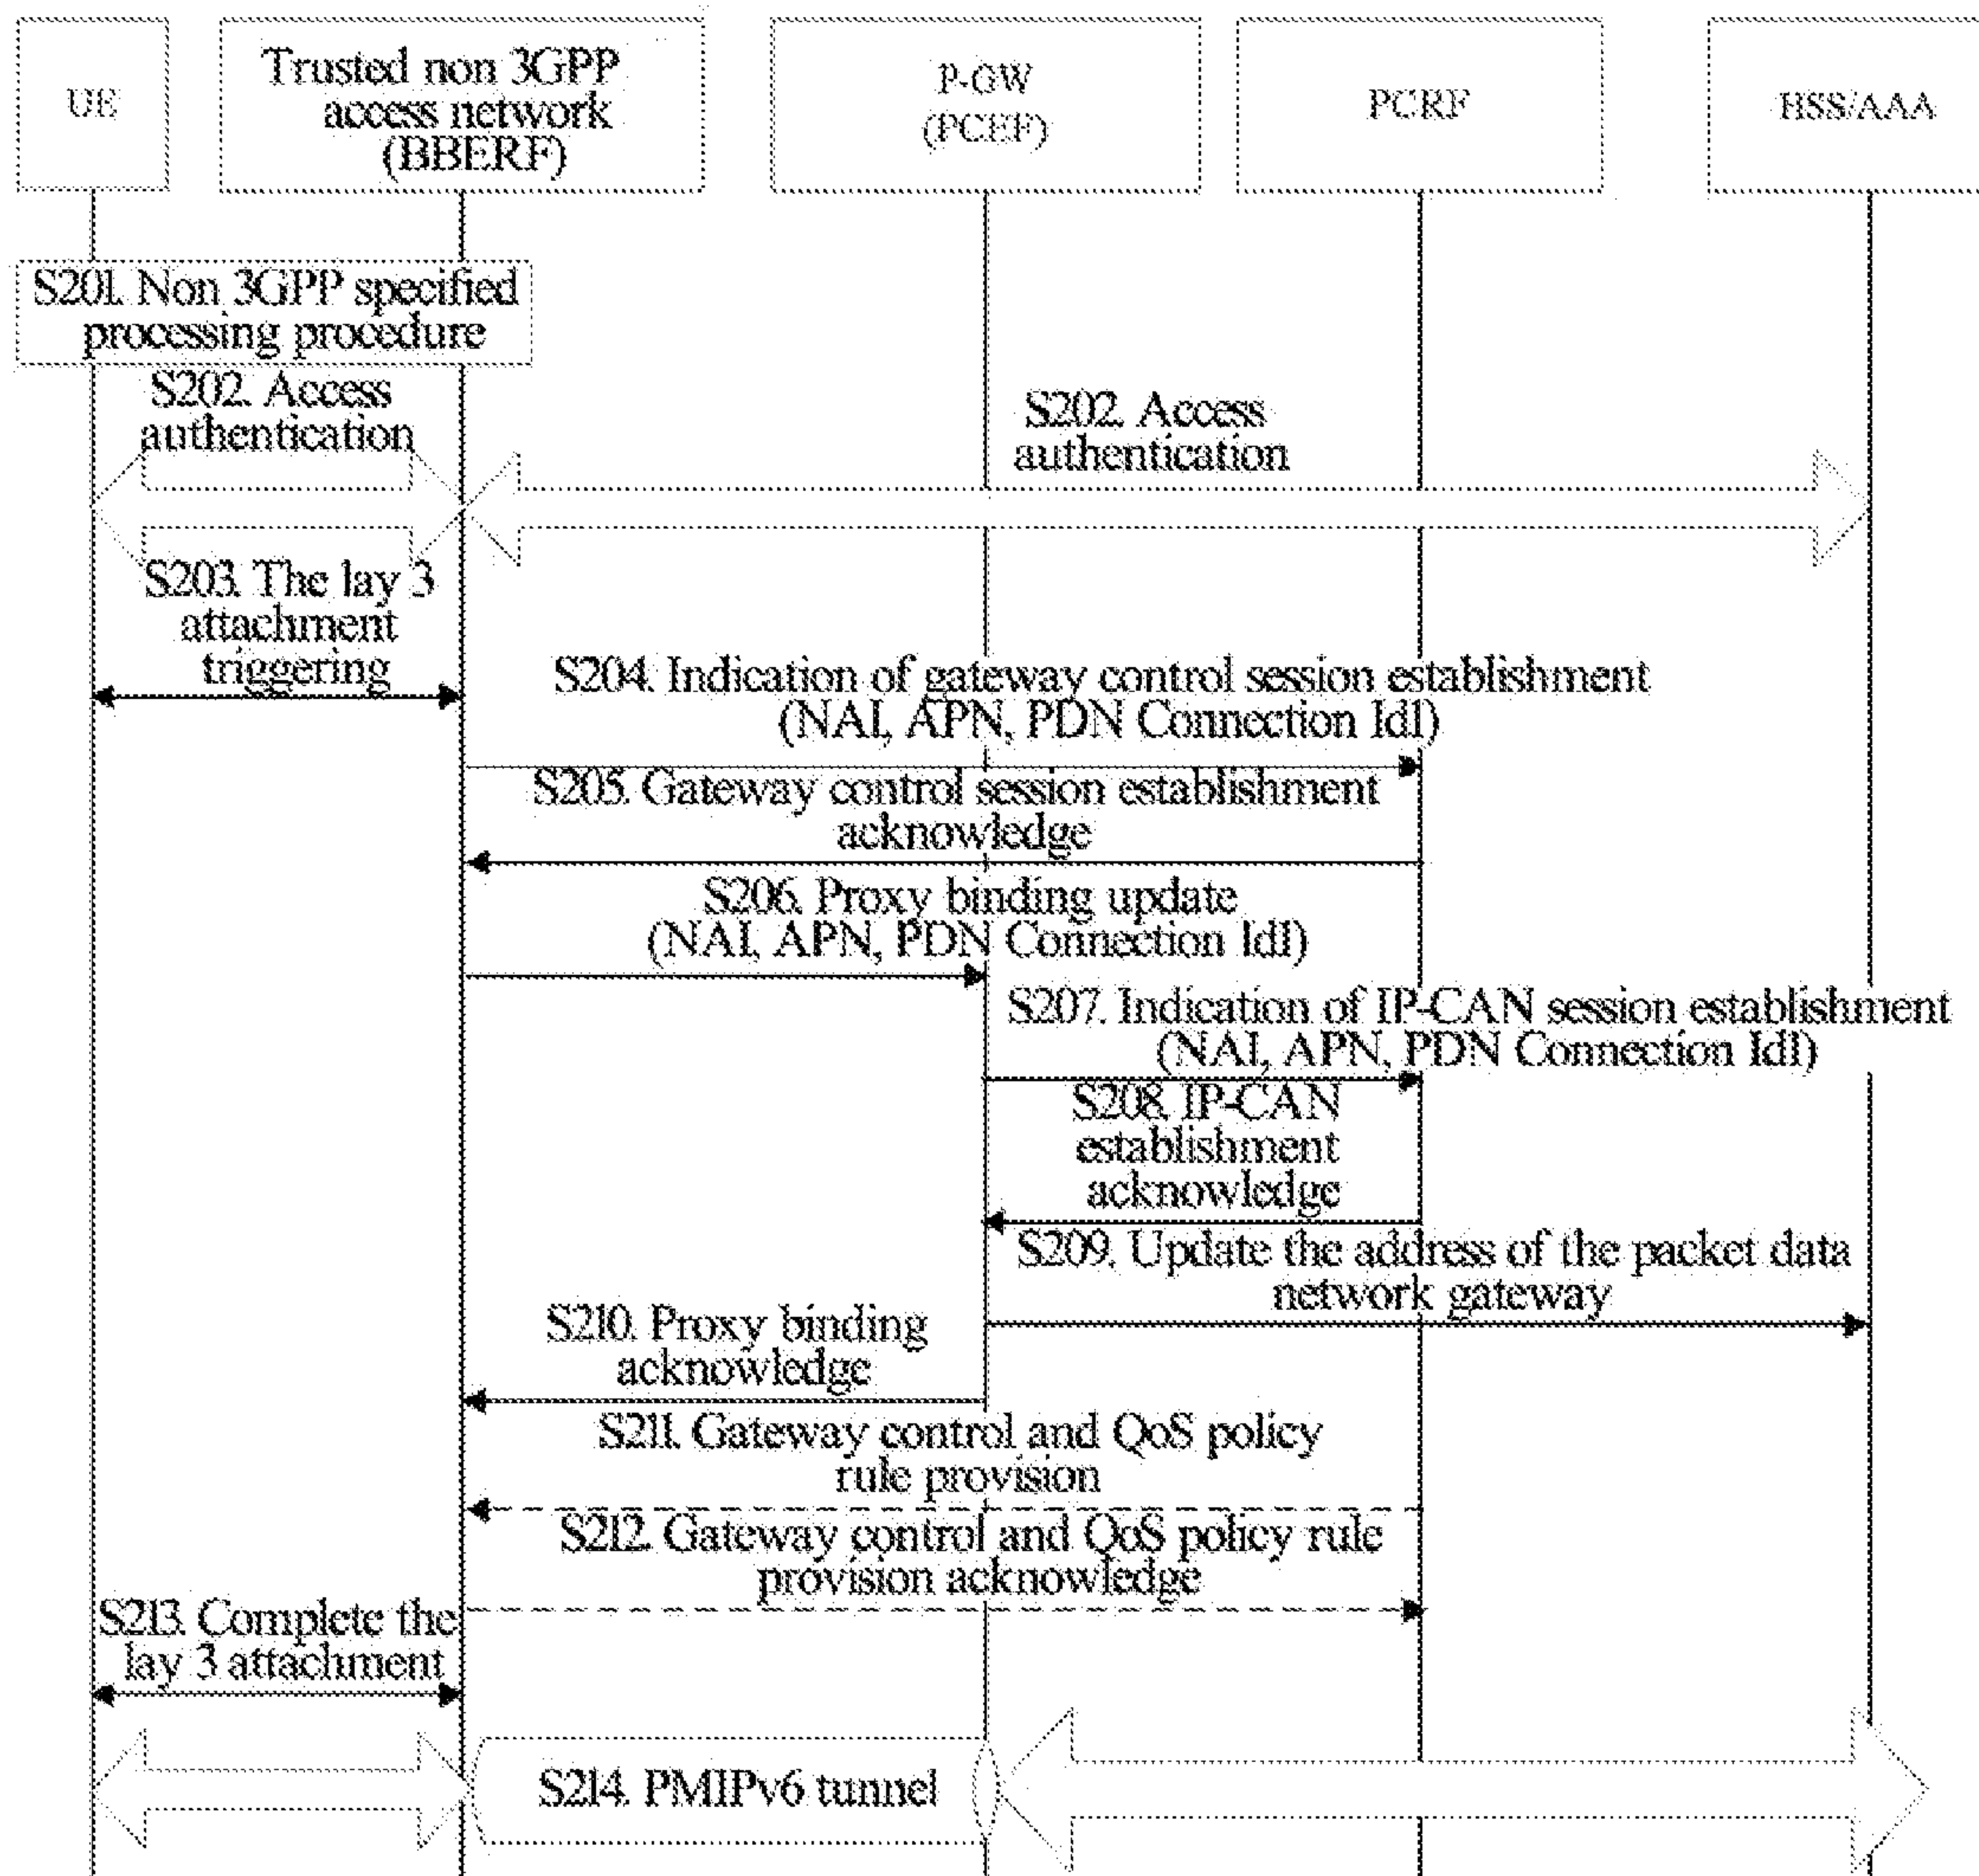 UE
Trusted non 3GPP
access network
(BBERF)
P-GW
(PCEF)
PCRF
HSS/AAA
S201. Non 3GPP specified
processing procedure
S202. Access
authentication
S202. Access
authentication
S203. The lay 3
attachment
triggering
S204. Indication of gateway control session establishment
(NAI, APN, PDN Connection Id1)
S205. Gateway control session establishment
acknowledge
S206. Proxy binding update
(NAI, APN, PDN Connection Id1)
S207. Indication of IP-CAN session establishment
(NAI, APN, PDN Connection Id1)
S208. IP-CAN
establishment
acknowledge
S209. Update the address of the packet data
network gateway
S210. Proxy binding
acknowledge
S211. Gateway control and QoS policy
rule provision
S212. Gateway control and QoS policy rule
provision acknowledge
S213. Complete the
lay 3 attachment
S214. PMIPv6 tunnel